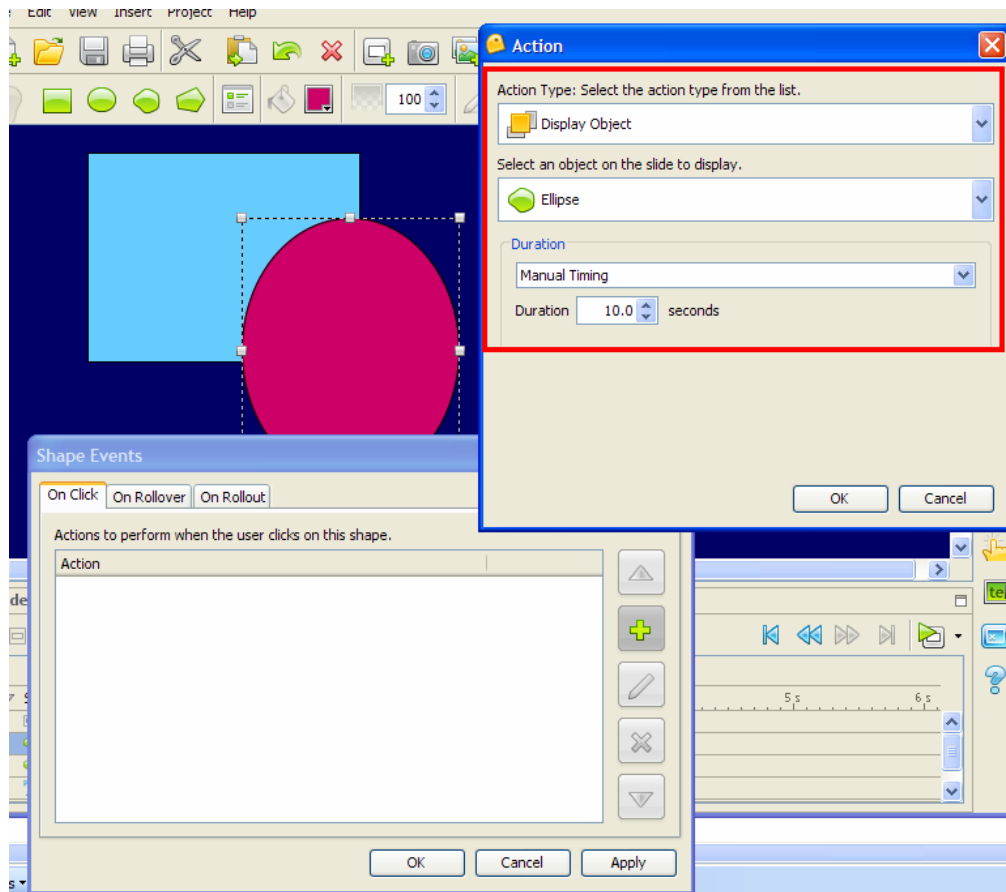 Edit View Insert Project Help
Action
Action Type: Select the action type from the list.
Display Object
Select an object on the slide to display.
Ellipse
Duration
Manual Timing
Duration 10.0 seconds
OK Cancel
100
Shape Events
On Click On Rollover On Rollout
Actions to perform when the user clicks on this shape.
Action
OK Cancel Apply
5 s 6 s